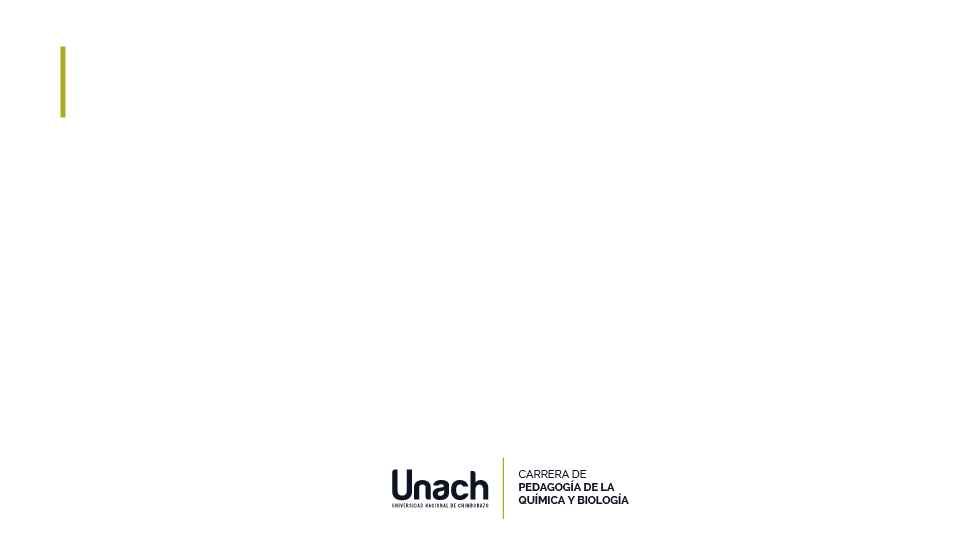 Unach
UNIVERSIDAD NACIONAL DE CHIMBORAZO
CARRERA DE
PEDAGOGÍA DE LA
QUÍMICA Y BIOLOGÍA